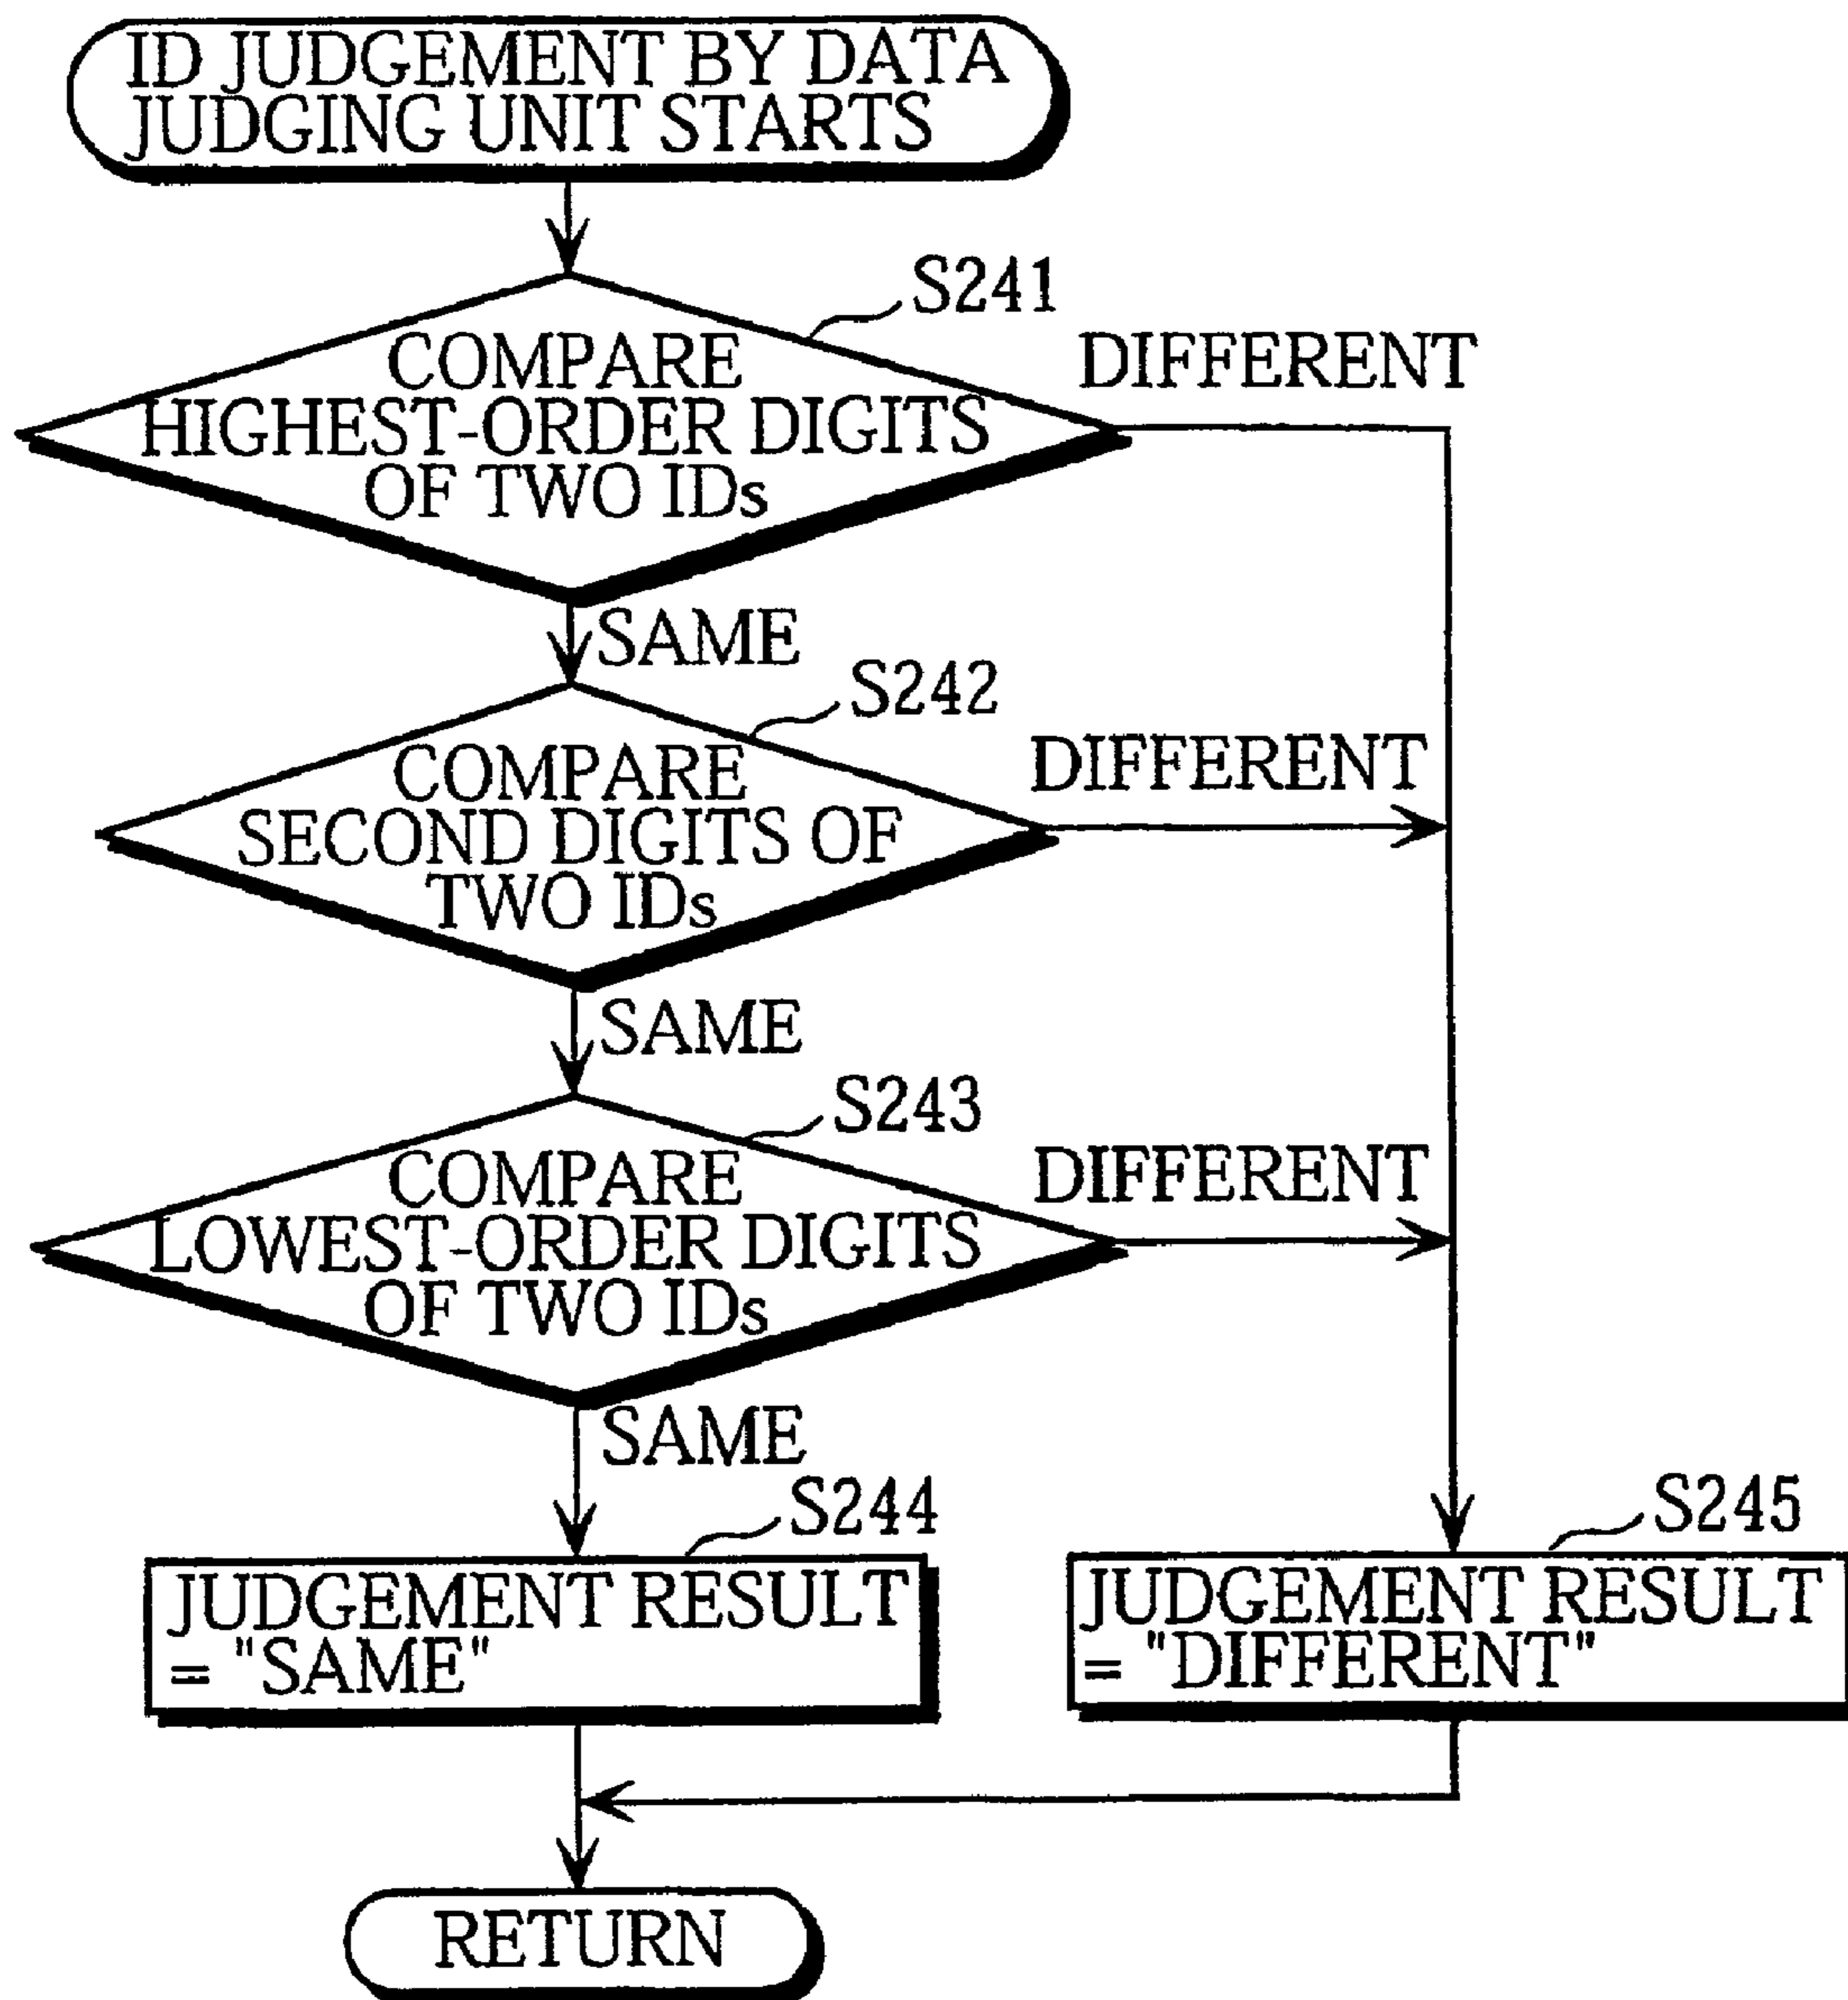 ID JUDGEMENT BY DATA
JUDGING UNIT STARTS
S241
COMPARE
HIGHEST-ORDER DIGITS
OF TWO IDs
DIFFERENT
SAME
S242
COMPARE
SECOND DIGITS OF
TWO IDs
DIFFERENT
SAME
S243
COMPARE
LOWEST-ORDER DIGITS
OF TWO IDs
DIFFERENT
SAME
S244
JUDGEMENT RESULT
= "SAME"
S245
JUDGEMENT RESULT
= "DIFFERENT"
RETURN